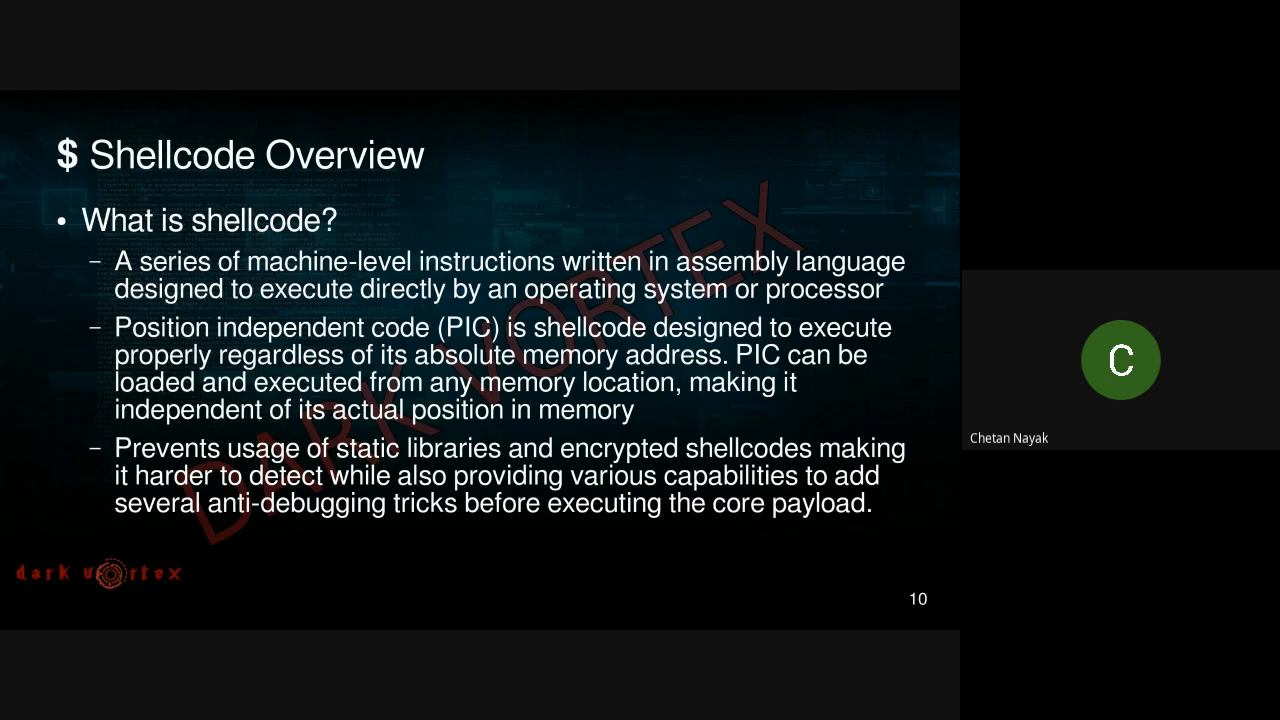 $ Shellcode Overview
• What is shellcode?
– A series of machine-level instructions written in assembly language
designed to execute directly by an operating system or processor
– Position independent code (PIC) is shellcode designed to execute
properly regardless of its absolute memory address. PIC can be
loaded and executed from any memory location, making it
independent of its actual position in memory
– Prevents usage of static libraries and encrypted shellcodes making
it harder to detect while also providing various capabilities to add
several anti-debugging tricks before executing the core payload.
DARK VORTEX
dark vortex
10
C
Chetan Nayak